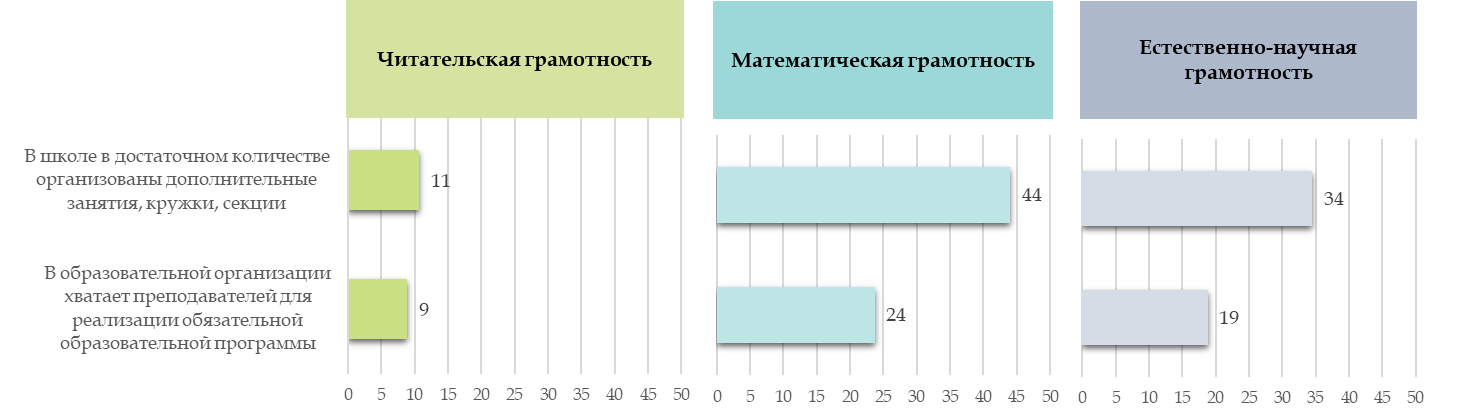 Читательская грамотность
Математическая грамотность
Естественно-научная
грамотность
В школе в достаточном количестве
организованы дополнительные
занятия, кружки, секции
11
44
34
В образовательной организации
хватает преподавателей для
реализации обязательной
образовательной программы
9
24
19
0 5 10 15 20 25 30 35 40 45 50
0 5 10 15 20 25 30 35 40 45 50
0 5 10 15 20 25 30 35 40 45 50